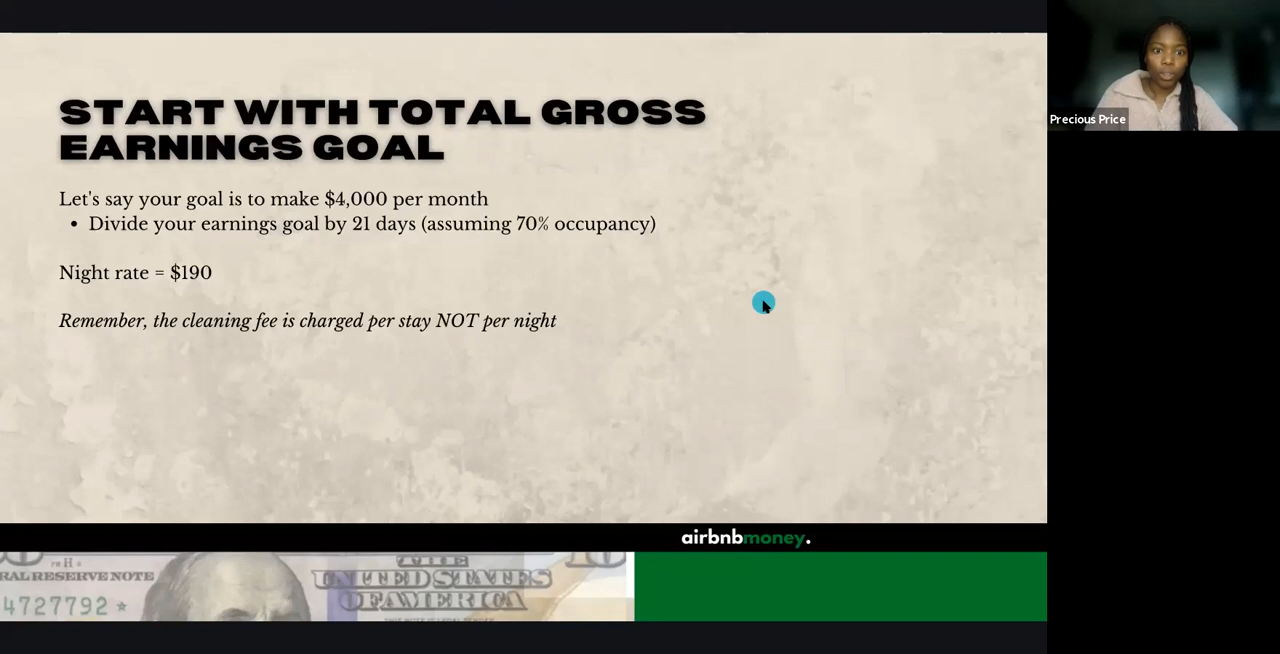 START WITH TOTAL GROSS
EARNINGS GOAL
Let's say your goal is to make $4,000 per month
• Divide your earnings goal by 21 days (assuming 70% occupancy)
Night rate = $190
Remember, the cleaning fee is charged per stay NOT per night
Precious Price
airbnbmoney.
RAL RESERVE NOTE
4727792
THE
UNITED STATES
OF AMERICA